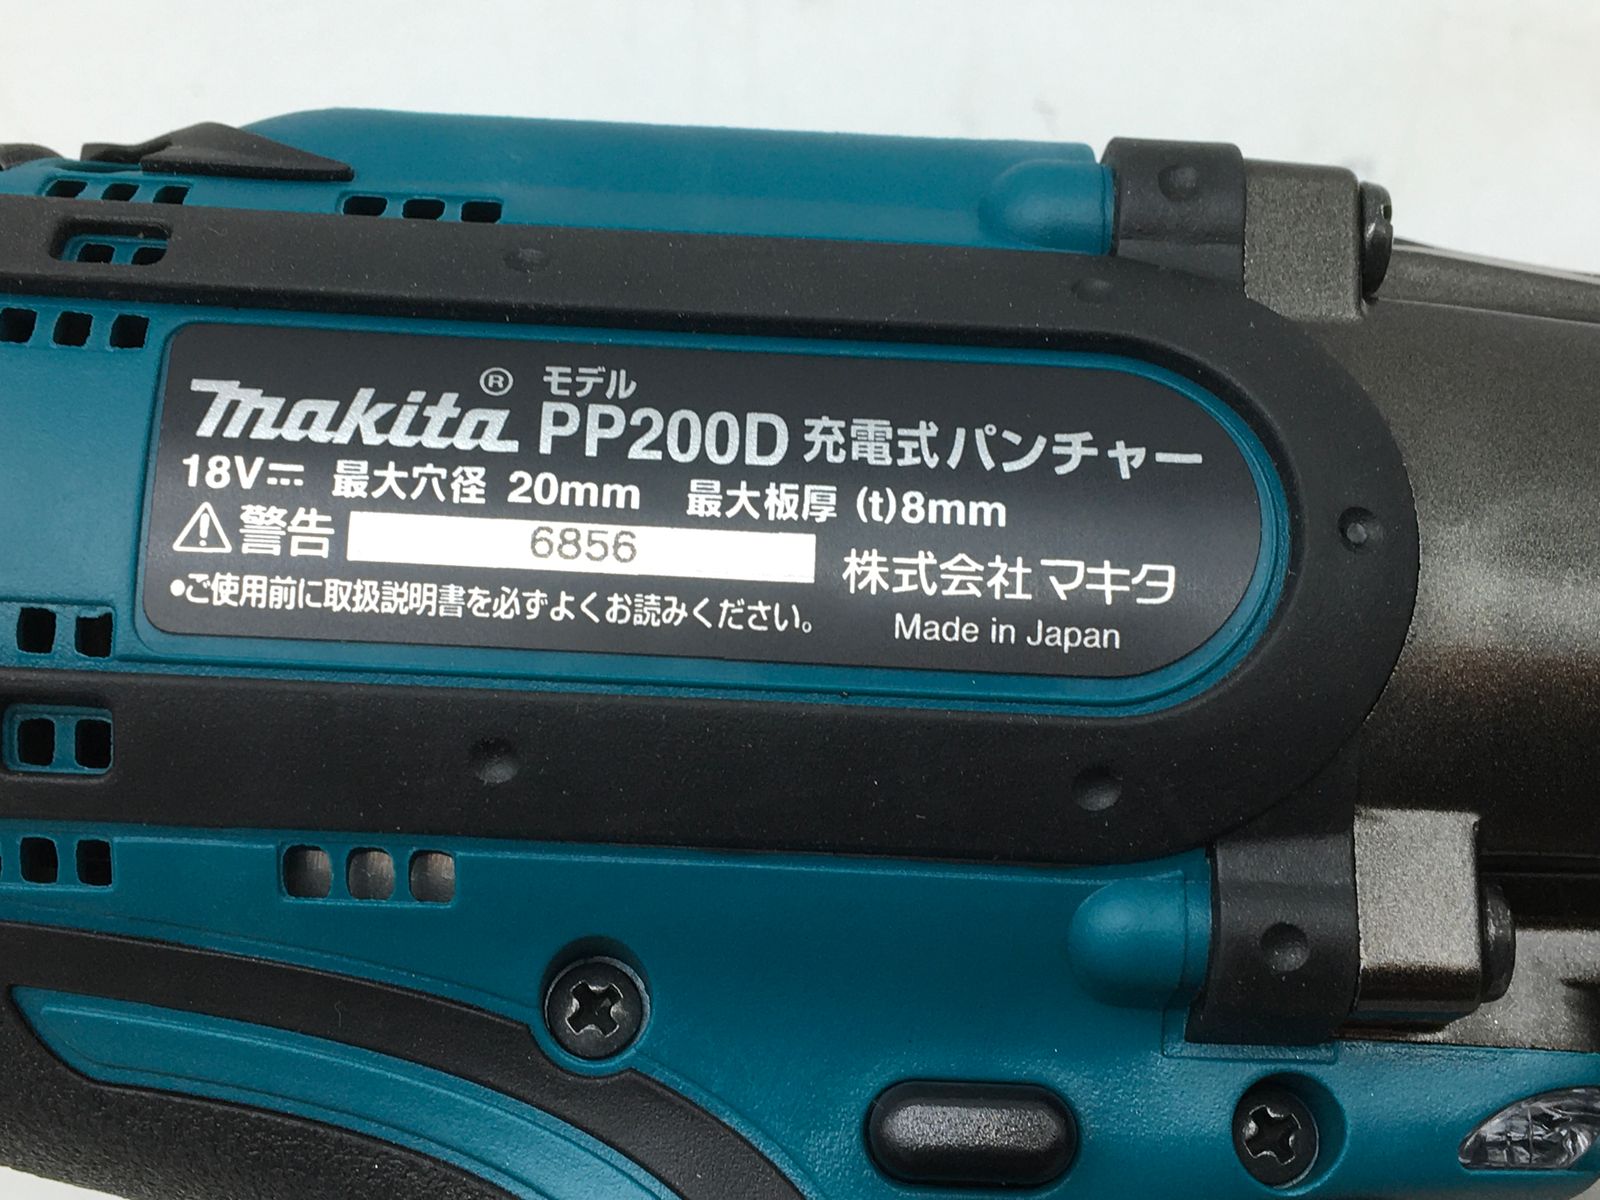 モデル
makita® PP200D 充電式パンチャー
18V⎓ 最大穴径 20mm 最大板厚 (t)8mm
⚠警告 6856 株式会社マキタ
•ご使用前に取扱説明書を必ずよくお読みください。 Made in Japan